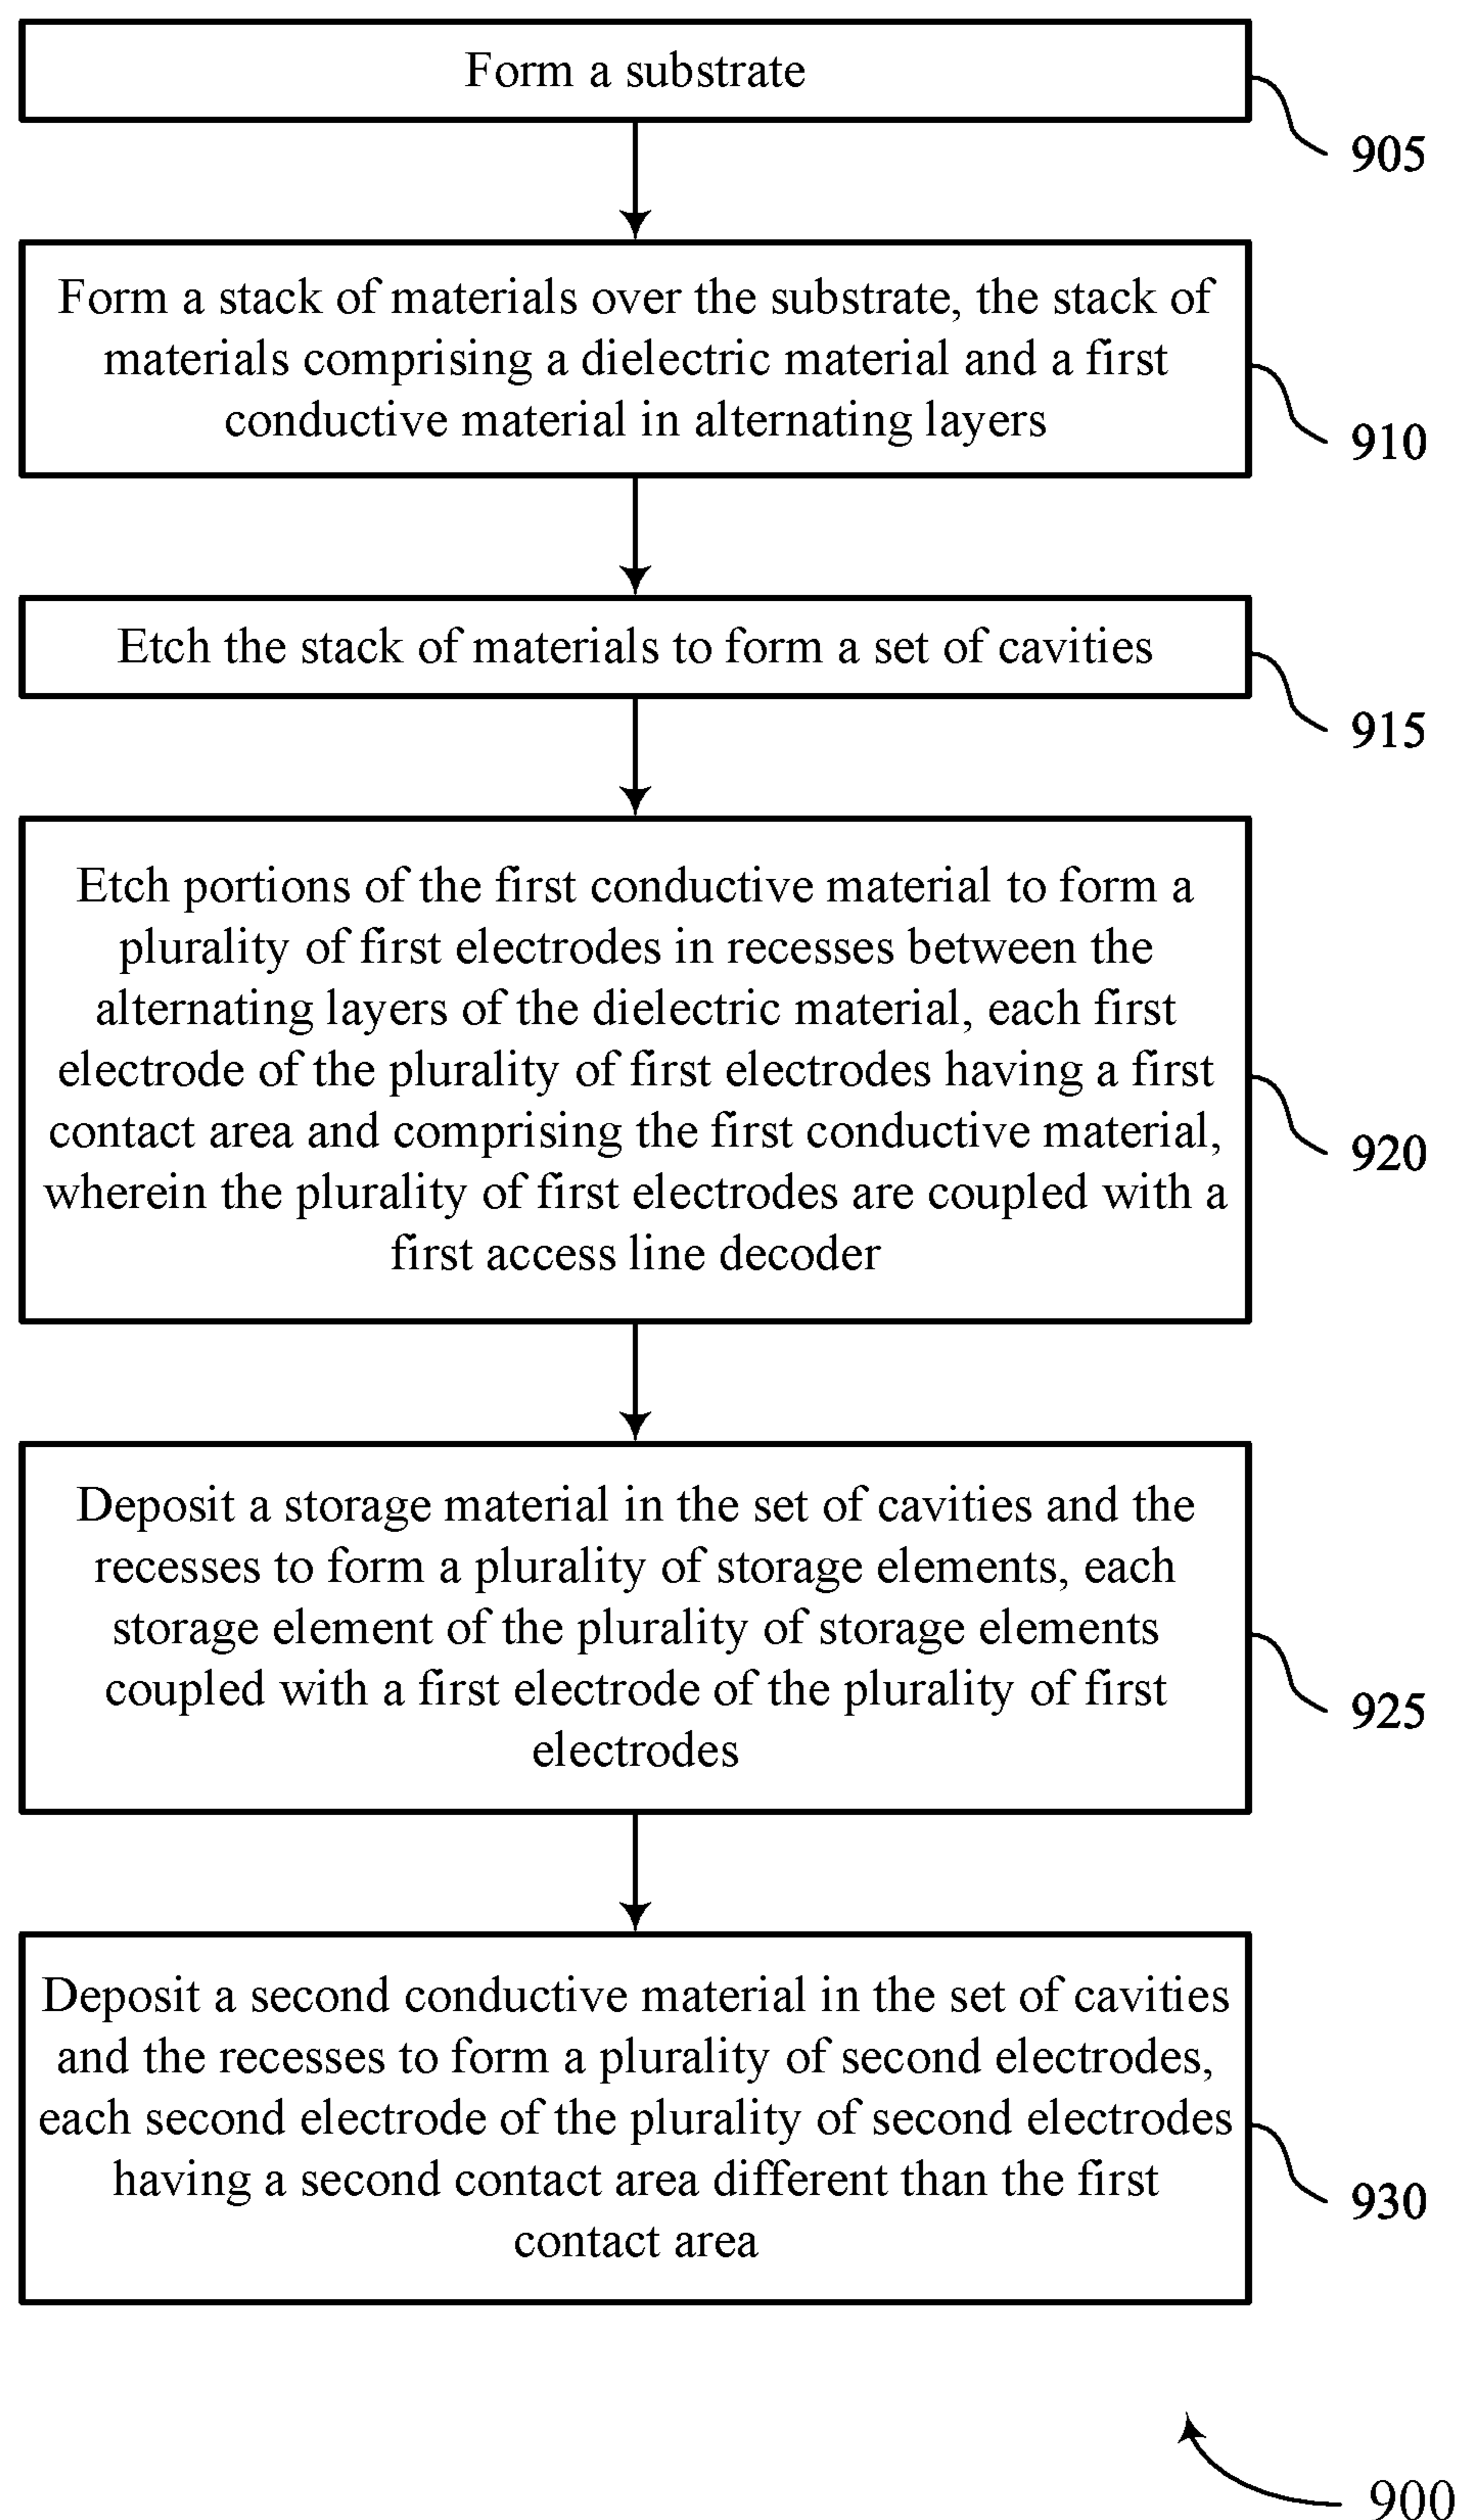 Form a substrate
905
Form a stack of materials over the substrate, the stack of
materials comprising a dielectric material and a first
conductive material in alternating layers
910
Etch the stack of materials to form a set of cavities
915
Etch portions of the first conductive material to form a
plurality of first electrodes in recesses between the
alternating layers of the dielectric material, each first
electrode of the plurality of first electrodes having a first
contact area and comprising the first conductive material,
wherein the plurality of first electrodes are coupled with a
first access line decoder
920
Deposit a storage material in the set of cavities and the
recesses to form a plurality of storage elements, each
storage element of the plurality of storage elements
coupled with a first electrode of the plurality of first
electrodes
925
Deposit a second conductive material in the set of cavities
and the recesses to form a plurality of second electrodes,
each second electrode of the plurality of second electrodes
having a second contact area different than the first
contact area
930
900